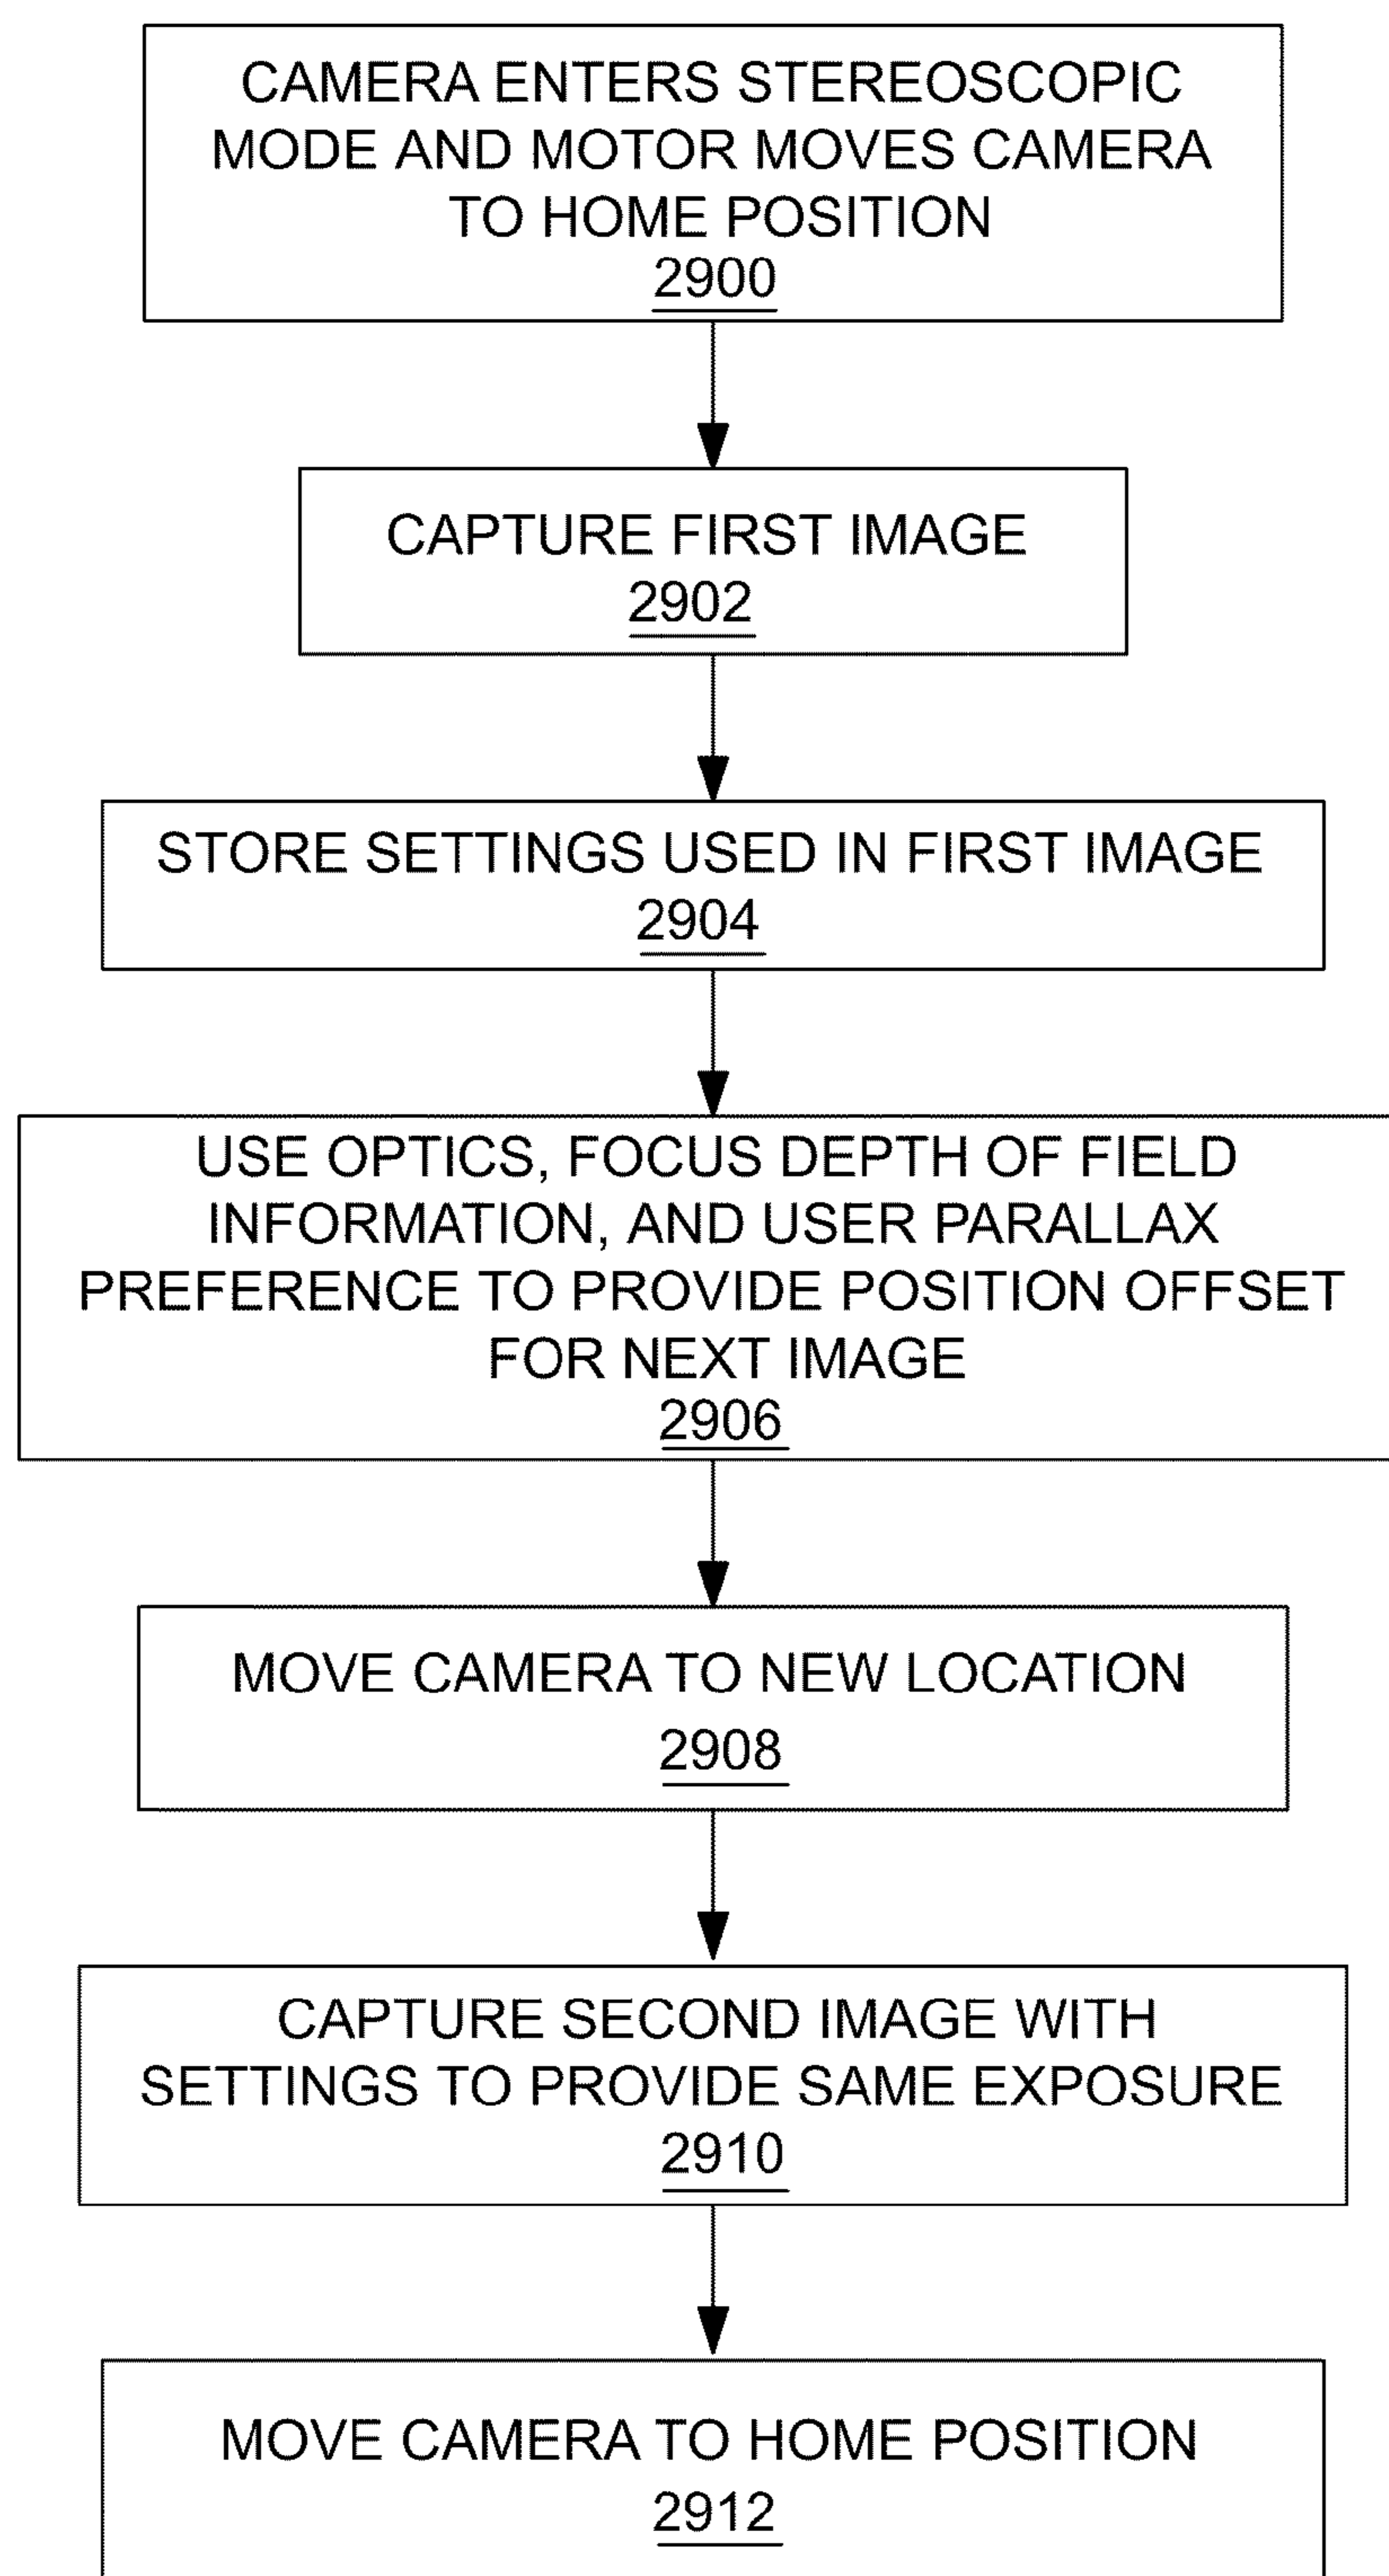 CAMERA ENTERS STEREOSCOPIC
MODE AND MOTOR MOVES CAMERA
TO HOME POSITION
2900
CAPTURE FIRST IMAGE
2902
STORE SETTINGS USED IN FIRST IMAGE
2904
USE OPTICS, FOCUS DEPTH OF FIELD
INFORMATION, AND USER PARALLAX
PREFERENCE TO PROVIDE POSITION OFFSET
FOR NEXT IMAGE
2906
MOVE CAMERA TO NEW LOCATION
2908
CAPTURE SECOND IMAGE WITH
SETTINGS TO PROVIDE SAME EXPOSURE
2910
MOVE CAMERA TO HOME POSITION
2912